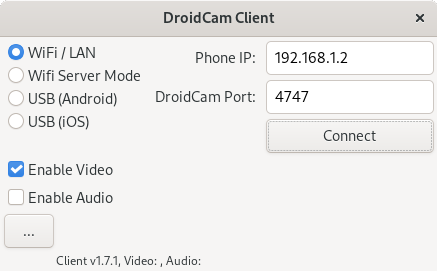 DroidCam Client
×
WiFi / LAN
Wifi Server Mode
USB (Android)
USB (iOS)
Phone IP: 192.168.1.2
DroidCam Port: 4747
Connect
Enable Video
Enable Audio
...
Client v1.7.1, Video: , Audio: